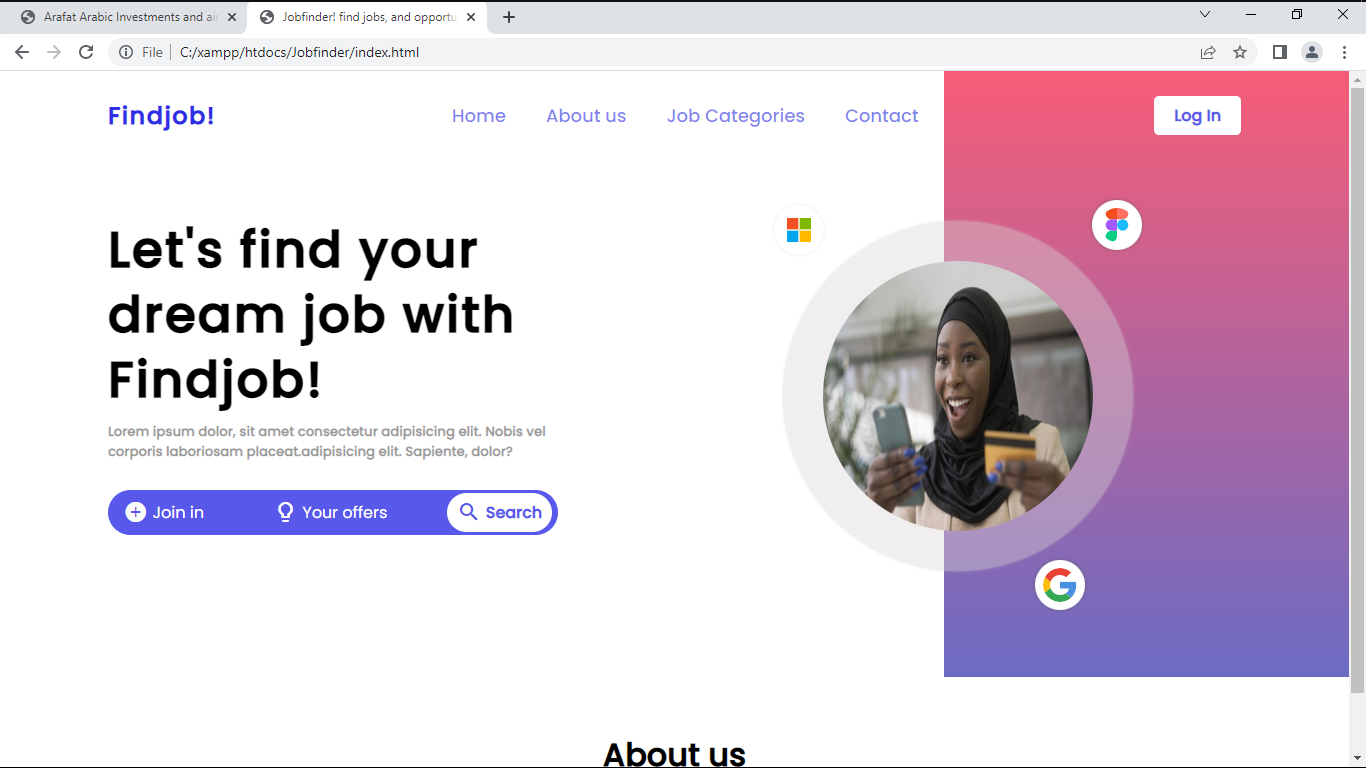 Arafat Arabic Investments and air
Jobfinder! find jobs, and opportu
File
C:/xampp/htdocs/Jobfinder/index.html
Findjob!
Home
About us
Job Categories
Contact
Log In
Let's find your
dream job with
Findjob!
Lorem ipsum dolor, sit amet consectetur adipisicing elit. Nobis vel
corporis laboriosam placeat.adipisicing elit. Sapiente, dolor?
Join in
Your offers
Search
About us